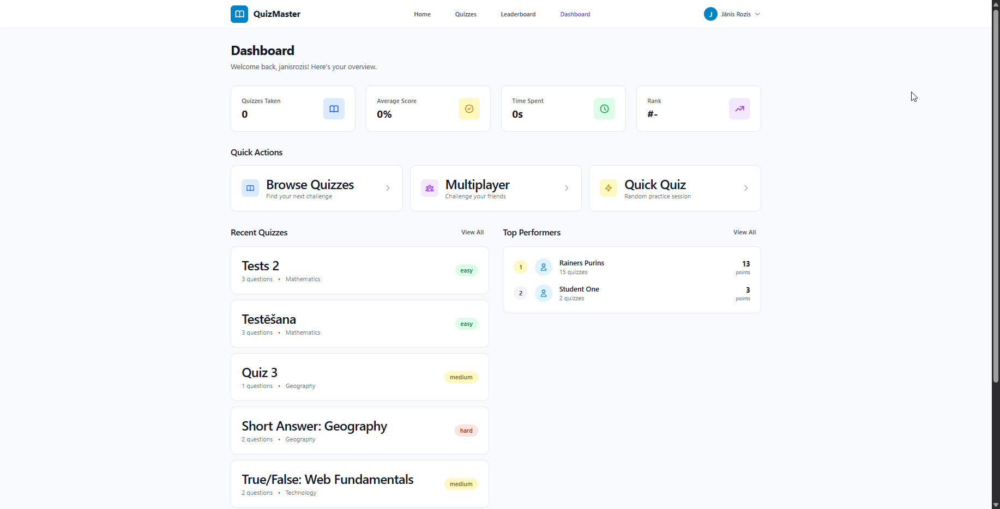 QuizMaster
Home
Quizzes
Leaderboard
Dashboard
J
Jānis Rozis
Dashboard
Welcome back, janisrozis! Here's your overview.
Quizzes Taken
0
Average Score
0%
Time Spent
0s
Rank
#-
Quick Actions
Browse Quizzes
Find your next challenge
Multiplayer
Challenge your friends
Quick Quiz
Random practice session
Recent Quizzes
View All
Tests 2
3 questions • Mathematics
easy
Testēšana
3 questions • Mathematics
easy
Quiz 3
1 questions • Geography
medium
Short Answer: Geography
2 questions • Geography
hard
True/False: Web Fundamentals
2 questions • Technology
medium
Top Performers
View All
1
Rainers Purins
15 quizzes
13
points
2
Student One
2 quizzes
3
points